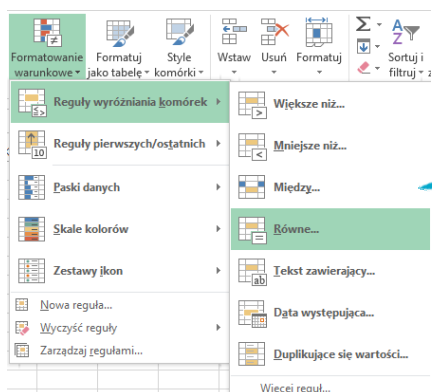 Formatowanie warunkowe
Formatuj jako tabelę
Style komórki
Wstaw
Usuń
Formatuj
Sortuj i filtruj
Reguły wyróżniania komórek
Reguły pierwszych/ostatnich
Paski danych
Skale kolorów
Zestawy ikon
Nowa reguła...
Wyczyść reguły
Zarządzaj regułami...
Większe niż...
Mniejsze niż...
Między...
Równe...
Tekst zawierający...
Data występująca...
Duplikujące się wartości...
Więcej reguł...